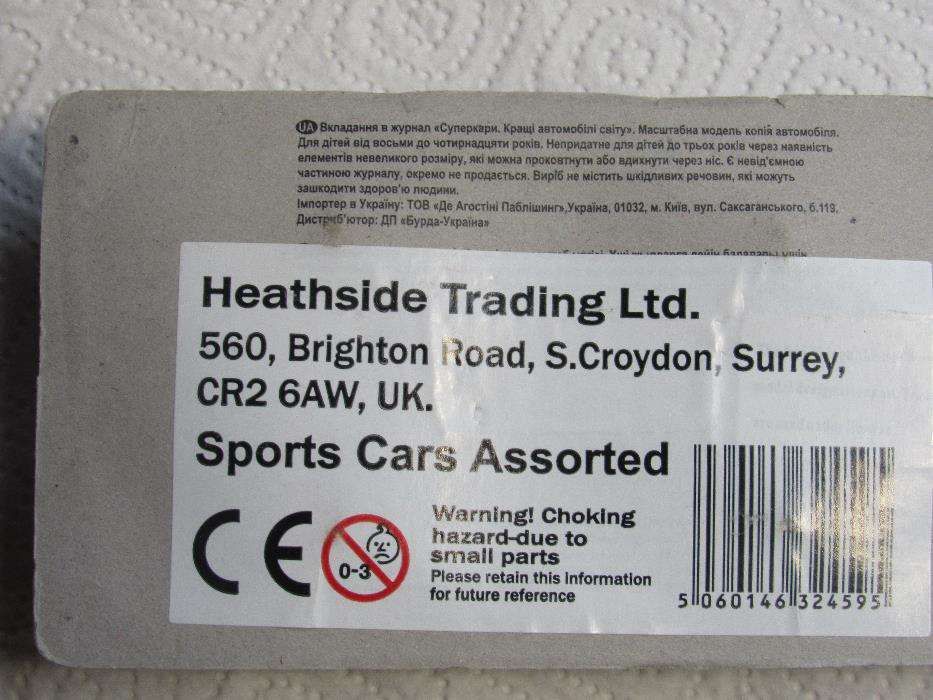 UA Вкладання в журнал «Суперкари. Кращі автомобілі світу». Масштабна модель копій автомобіля.
Для дітей від восьми до чотирнадцяти років. Непридатне для дітей до трьох років через наявність
елементів невеликого розміру, які можна проковтнути або вдихнути через ніс. Є невід'ємною
частиною журналу, окремо не продається. Виріб не містить шкідливих речовин, які можуть
зашкодити здоров'ю людини.
Імпортер в Україну: ТОВ «Де Агостіні Паблішинг»,Україна, 01032, м. Київ, вул. Саксаганського, б.119.
Дистриб'ютор: ДП «Бурда-Україна»
Heathside Trading Ltd.
560, Brighton Road, S.Croydon, Surrey,
CR2 6AW, UK.
Sports Cars Assorted
CE
0-3
Warning! Choking
hazard-due to
small parts
Please retain this information
for future reference
5 060146 324595